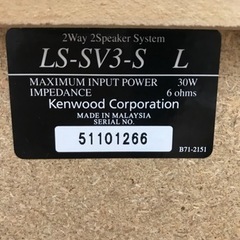 2Way 2Speaker System
LS-SV3-S L
MAXIMUM INPUT POWER 30W
IMPEDANCE 6 ohms
Kenwood Corporation
MADE IN MALAYSIA
SERIAL NO.
51101266
B71-2151